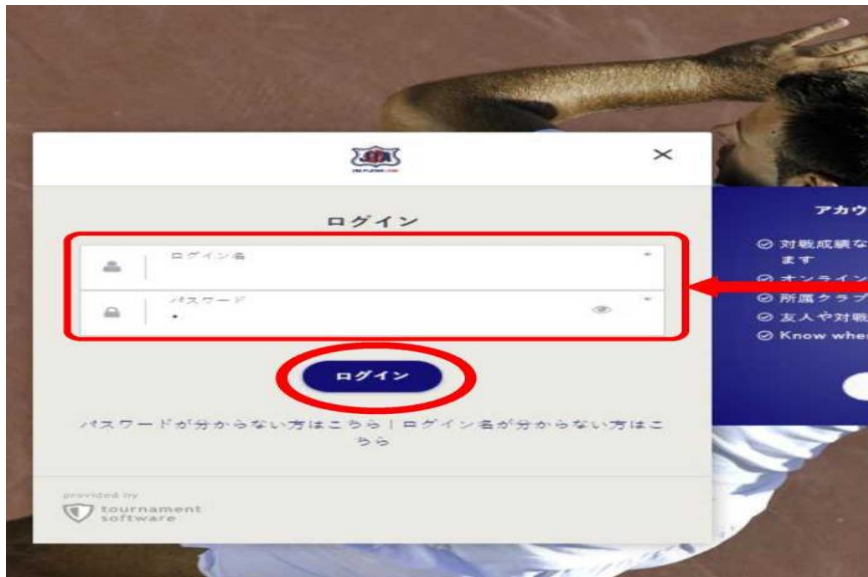 ログイン
ログイン名
*
パスワード
*
ログイン
パスワードが分からない方はこちら | ログイン名が分からない方はこ
ちら
provided by
tournament
software
アカウ
対戦成績な
ます
オンライン
所属クラブ
友人や対戦
Know whe